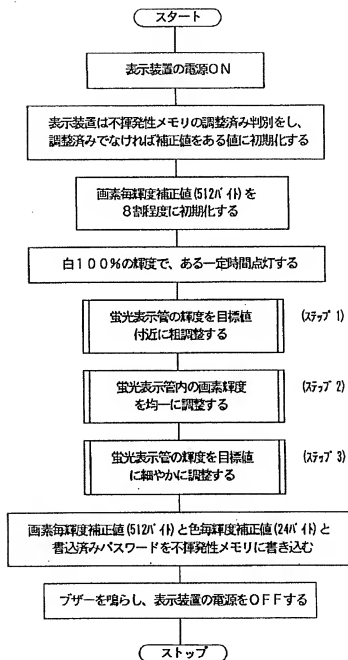 スタート
表示装置の電源ON
表示装置は不揮発性メモリの調整済み判別をし、
調整済みでなければ補正値をある値に初期化する
画素毎輝度補正値(512バイト)を
8割程度に初期化する
白100%の輝度で、ある一定時間点灯する
蛍光表示管の輝度を目標値
付近に粗調整する
(ステップ1)
蛍光表示管内の画素輝度
を均一に調整する
(ステップ2)
蛍光表示管の輝度を目標値
に細やかに調整する
(ステップ3)
画素毎輝度補正値(512バイト)と色毎輝度補正値(24バイト)と
書込済みパスワードを不揮発性メモリに書き込む
ブザーを鳴らし、表示装置の電源をOFFする
ストップ